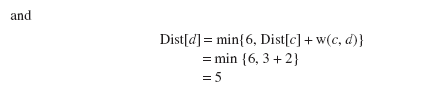 and
Dist[d] = min{6, Dist[c] + w(c, d)}
= min {6, 3 + 2}
= 5